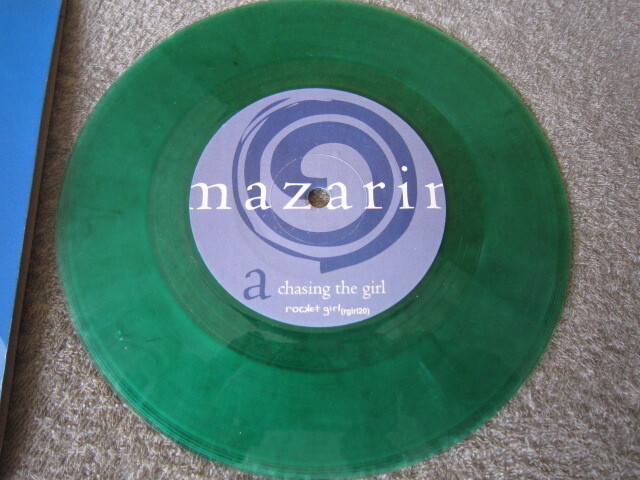 mazarin
a chasing the girl
rocket girl (rgirl20)